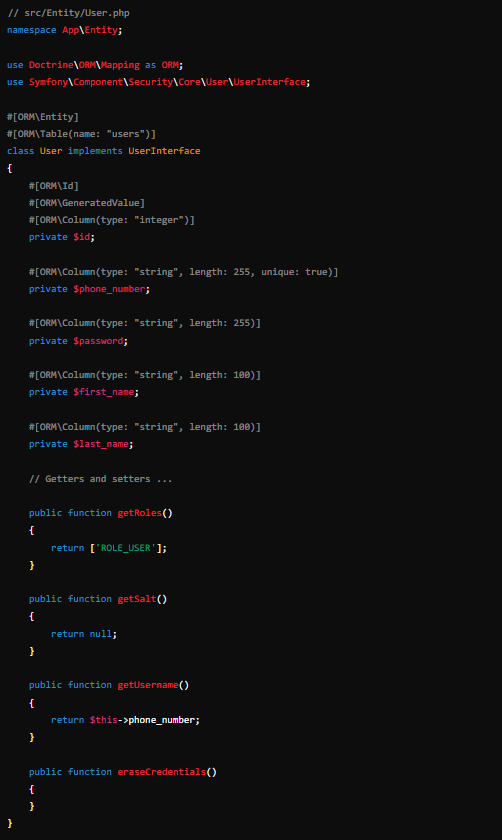 // src/Entity/User.php
namespace App\Entity;

use Doctrine\ORM\Mapping as ORM;
use Symfony\Component\Security\Core\User\UserInterface;

#[ORM\Entity]
#[ORM\Table(name: "users")]
class User implements UserInterface
{
    #[ORM\Id]
    #[ORM\GeneratedValue]
    #[ORM\Column(type: "integer")]
    private $id;

    #[ORM\Column(type: "string", length: 255, unique: true)]
    private $phone_number;

    #[ORM\Column(type: "string", length: 255)]
    private $password;

    #[ORM\Column(type: "string", length: 100)]
    private $first_name;

    #[ORM\Column(type: "string", length: 100)]
    private $last_name;

    // Getters and setters ...

    public function getRoles()
    {
        return ['ROLE_USER'];
    }

    public function getSalt()
    {
        return null;
    }

    public function getUsername()
    {
        return $this->phone_number;
    }

    public function eraseCredentials()
    {
    }
}